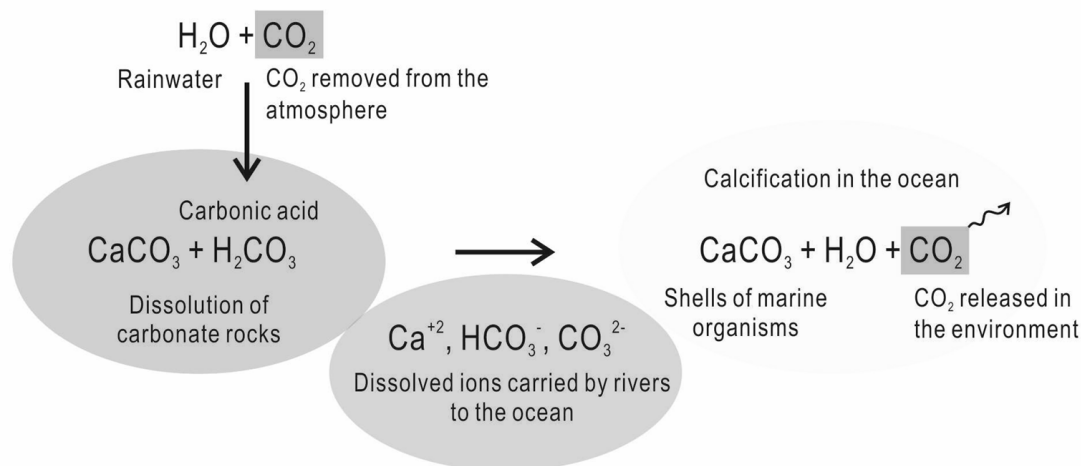 H₂O + CO₂
Rainwater
CO₂ removed from the
atmosphere
Carbonic acid
CaCO₃ + H₂CO₃
Dissolution of
carbonate rocks
Ca⁺², HCO₃⁻, CO₃²⁻
Dissolved ions carried by rivers
to the ocean
Calcification in the ocean
CaCO₃ + H₂O + CO₂
Shells of marine
organisms
CO₂ released in
the environment